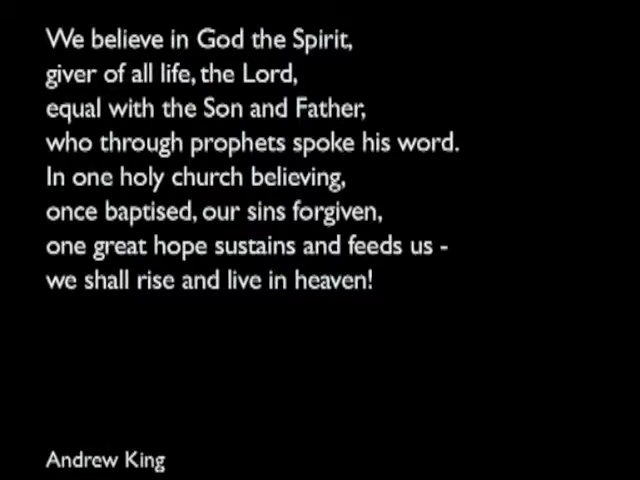 We believe in God the Spirit,
giver of all life, the Lord,
equal with the Son and Father,
who through prophets spoke his word.
In one holy church believing,
once baptised, our sins forgiven,
one great hope sustains and feeds us -
we shall rise and live in heaven!
Andrew King